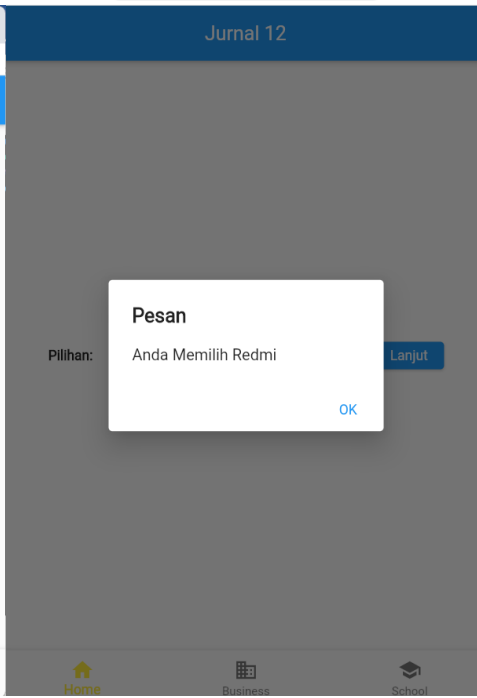 Jurnal 12
Pesan
Anda Memilih Redmi
Pilihan:
Lanjut
OK
Home
Business
School